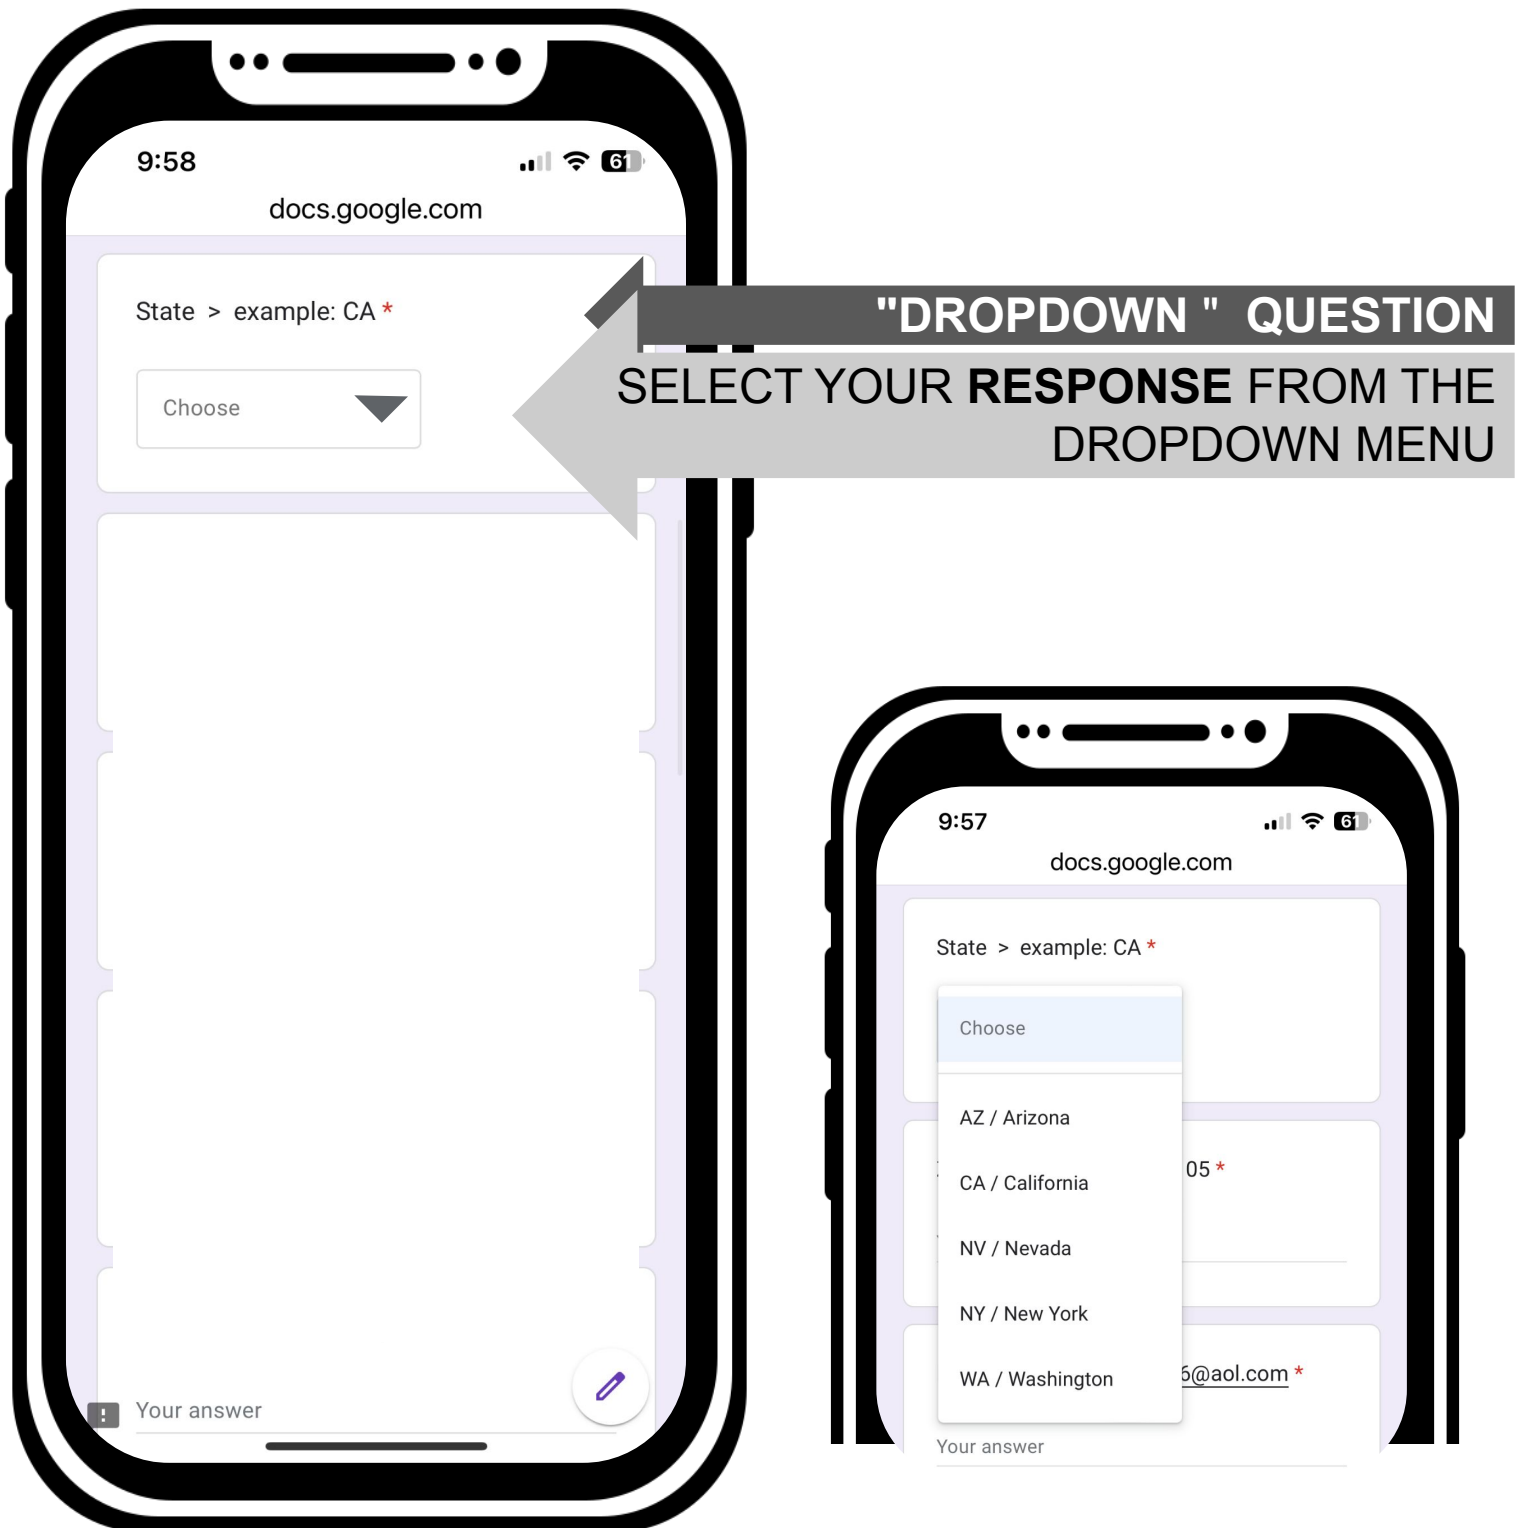 9:58
61
docs.google.com
State > example: CA *
Choose
"DROPDOWN " QUESTION
SELECT YOUR RESPONSE FROM THE
DROPDOWN MENU
Your answer
9:57
61
docs.google.com
State > example: CA *
Choose
AZ / Arizona
05 *
CA / California
NV / Nevada
NY / New York
6@aol.com *
WA / Washington
Your answer